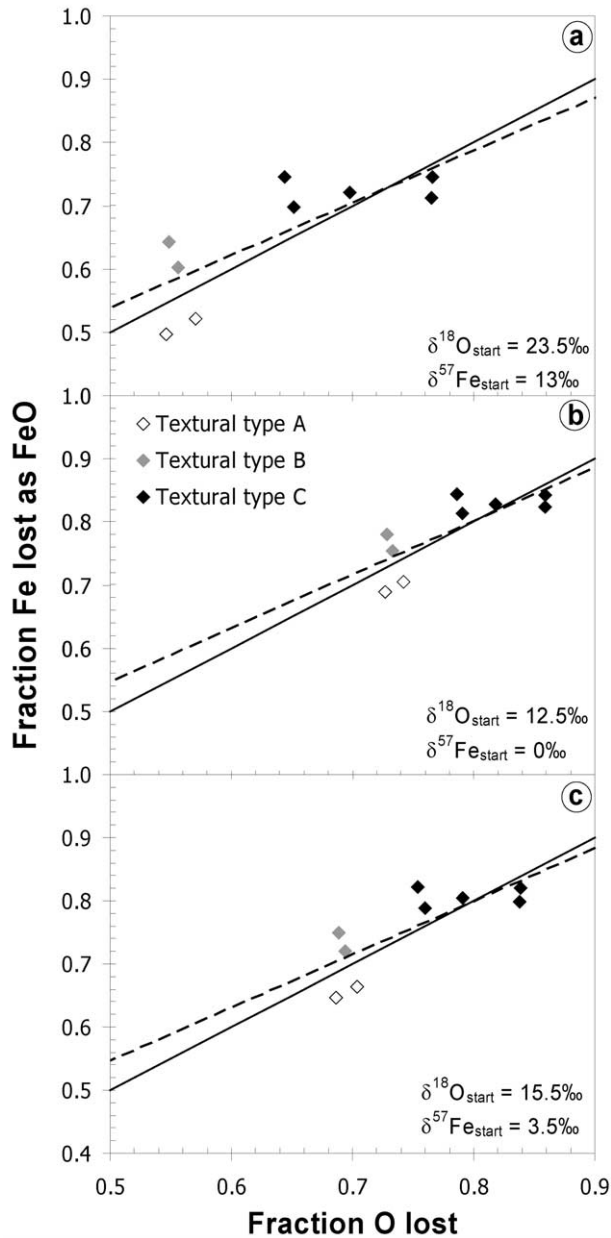 1.0
a
0.9
0.8
0.7
0.6
0.5
δ¹⁸Ostart = 23.5‰
δ⁵⁷Festart = 13‰
1.0
b
◇ Textural type A
◆ Textural type B
◆ Textural type C
0.9
0.8
0.7
0.6
0.5
δ¹⁸Ostart = 12.5‰
δ⁵⁷Festart = 0‰
1.0
c
0.9
0.8
0.7
0.6
0.5
δ¹⁸Ostart = 15.5‰
δ⁵⁷Festart = 3.5‰
0.4
0.5 0.6 0.7 0.8 0.9
Fraction O lost
Fraction Fe lost as FeO